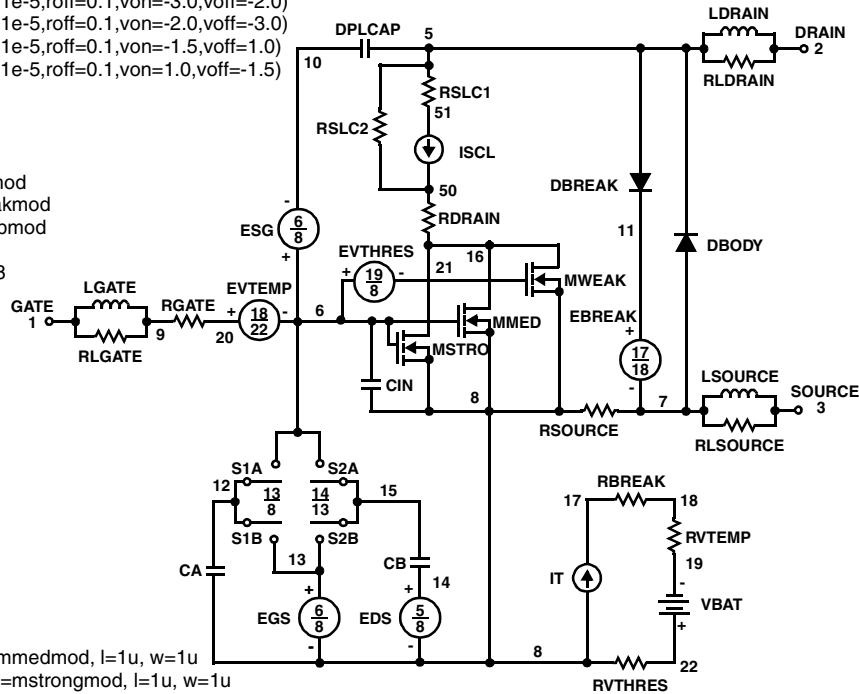 1e-5,roff=0.1,von=-3.0,voff=-2.0)
1e-5,roff=0.1,von=-2.0,voff=-3.0)
1e-5,roff=0.1,von=-1.5,voff=1.0)
1e-5,roff=0.1,von=1.0,voff=-1.5)
LDRAIN
DPLCAP 5
DRAIN
2
10
RLDRAIN
RSLC1
51
RSLC2
ISCL
50
DBREAK
RDRAIN
11
DBODY
ESG 6 8
- +
EVTHRES
+ 19 8 -
21
16
MWEAK
LGATE
GATE
1
RLGATE
9
RGATE
20
EVTEMP
+ 18 22 -
6
MMED
MSTRO
EBREAK
+ 17 18 -
CIN
8
7
RSOURCE
LSOURCE
SOURCE
3
RLSOURCE
S1A S2A
12
13 8
14 13
15
S1B S2B
13
CA
CB
14
+ EGS 6 8 -
+ EDS 5 8 -
RBREAK
17 18
RVTEMP
19
IT
-
VBAT
+
8
22
RVTHRES
mmedmod, l=1u, w=1u
=mstrongmod, l=1u, w=1u